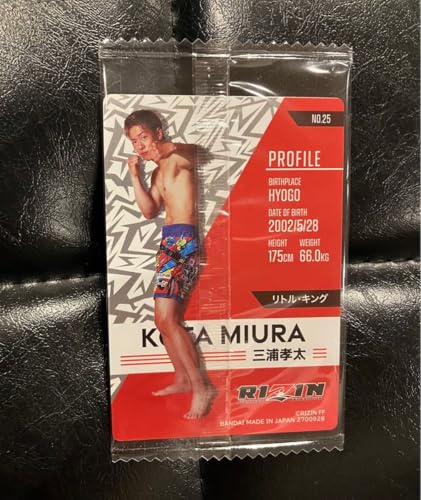 NO.25
PROFILE
BIRTHPLACE
HYOGO
DATE OF BIRTH
2002/5/28
HEIGHT WEIGHT
175CM 66.0KG
リトル・キング
KOTA MIURA
三浦孝太
RIZIN
©RIZIN FF
BANDAI MADE IN JAPAN 2700928